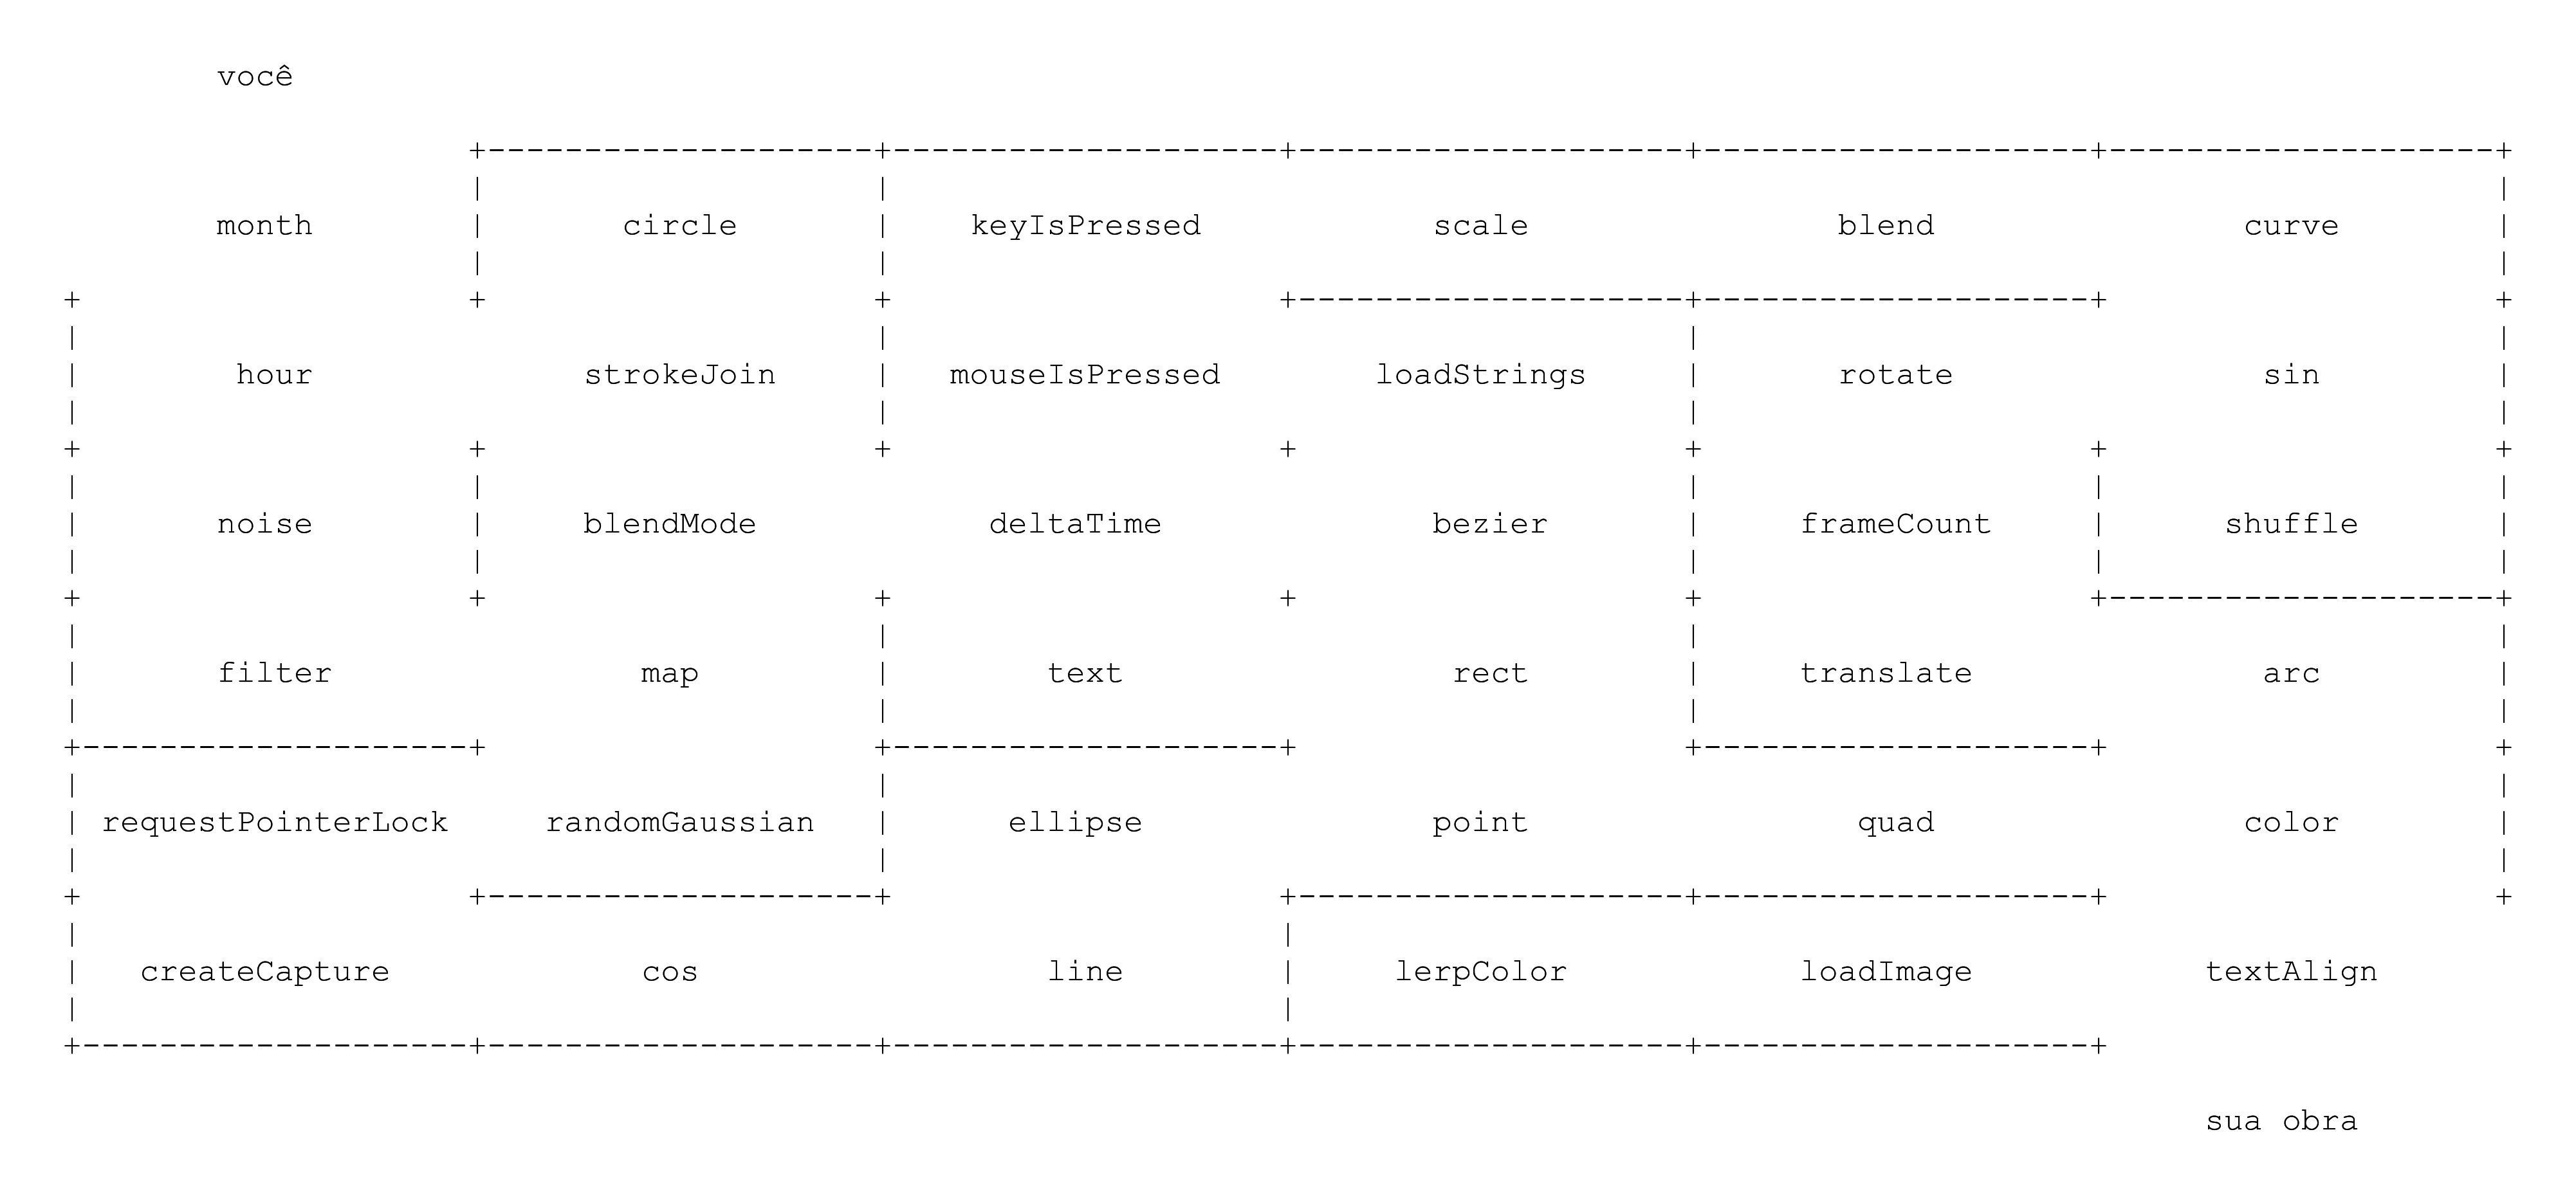 você
month circle keyIsPressed scale blend curve
hour strokeJoin mouseIsPressed loadStrings rotate sin
noise blendMode deltaTime bezier frameCount shuffle
filter map text rect translate arc
requestPointerLock randomGaussian ellipse point quad color
createCapture cos line lerpColor loadImage textAlign
sua obra